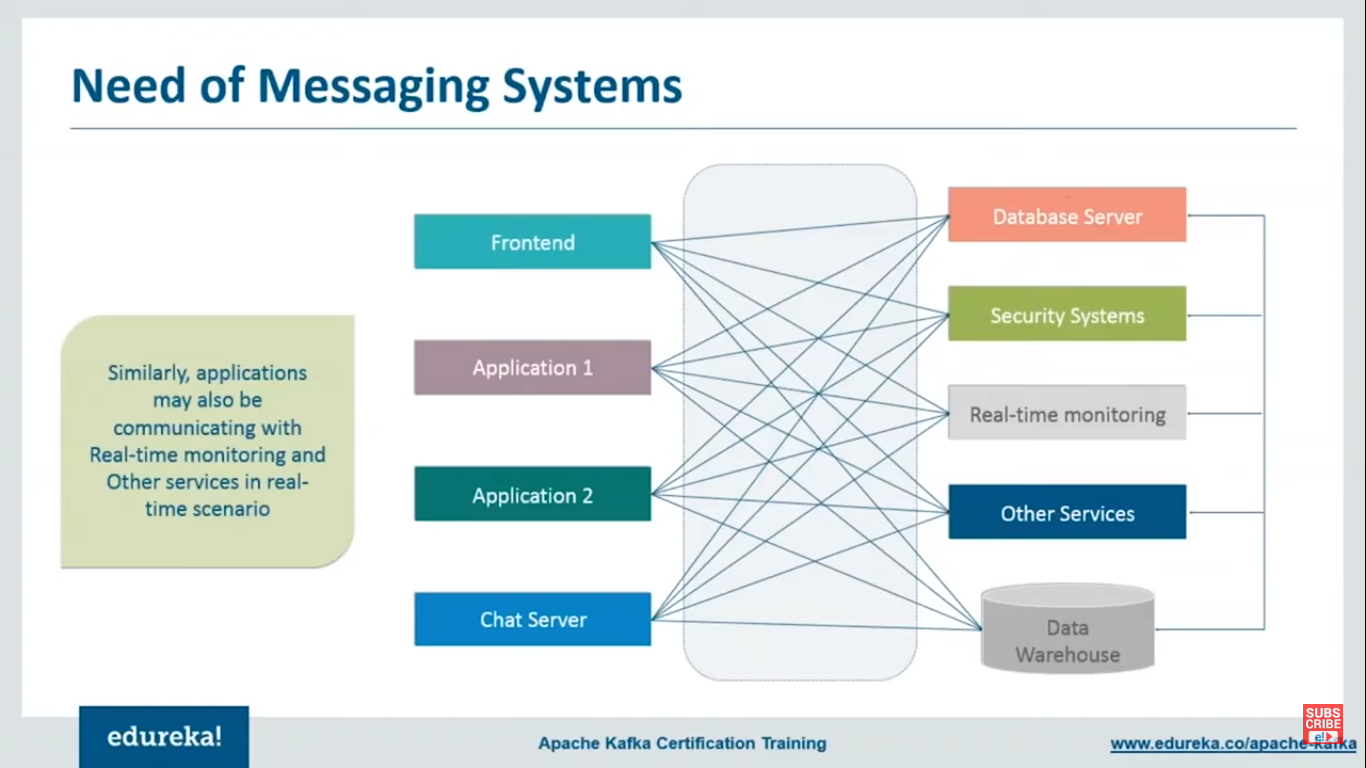 Need of Messaging Systems
Similarly, applications
may also be
communicating with
Real-time monitoring and
Other services in real-
time scenario
Frontend
Application 1
Application 2
Chat Server
Database Server
Security Systems
Real-time monitoring
Other Services
Data
Warehouse
edureka!
Apache Kafka Certification Training
www.edureka.co/apache-kafka
SUBS
CRIBE
e!